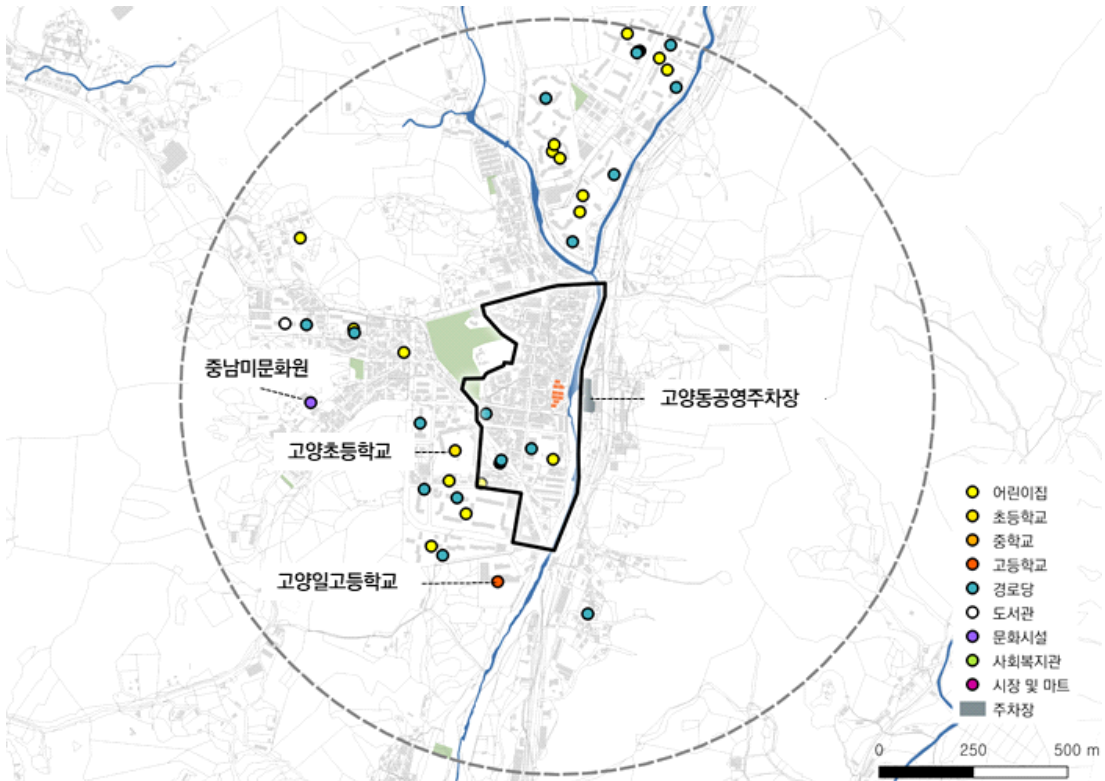 중남미문화원
고양동공영주차장
고양초등학교
고양일고등학교
어린이집
초등학교
중학교
고등학교
경로당
도서관
문화시설
사회복지관
시장 및 마트
주차장
0 250 500 m